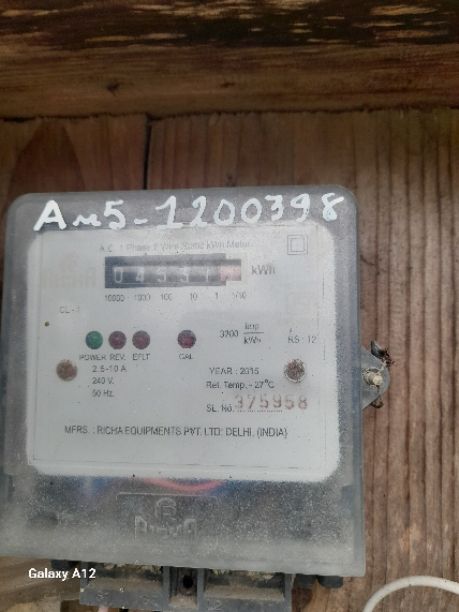 Am5-1200398
A.C. 1 Phase 2 Wire Static kWh Meter
kWh
10000 1000 100 10 1 1/10
CL-1
3200 imp/kWh
RS : 12
POWER REV. EFLT CAL
2.5-10 A
240 V.
50 Hz.
YEAR : 2015
Ref. Temp. - 27°C
SL. No. 975958
MFRS. : RICHA EQUIPMENTS PVT. LTD. DELHI, (INDIA)
Galaxy A12